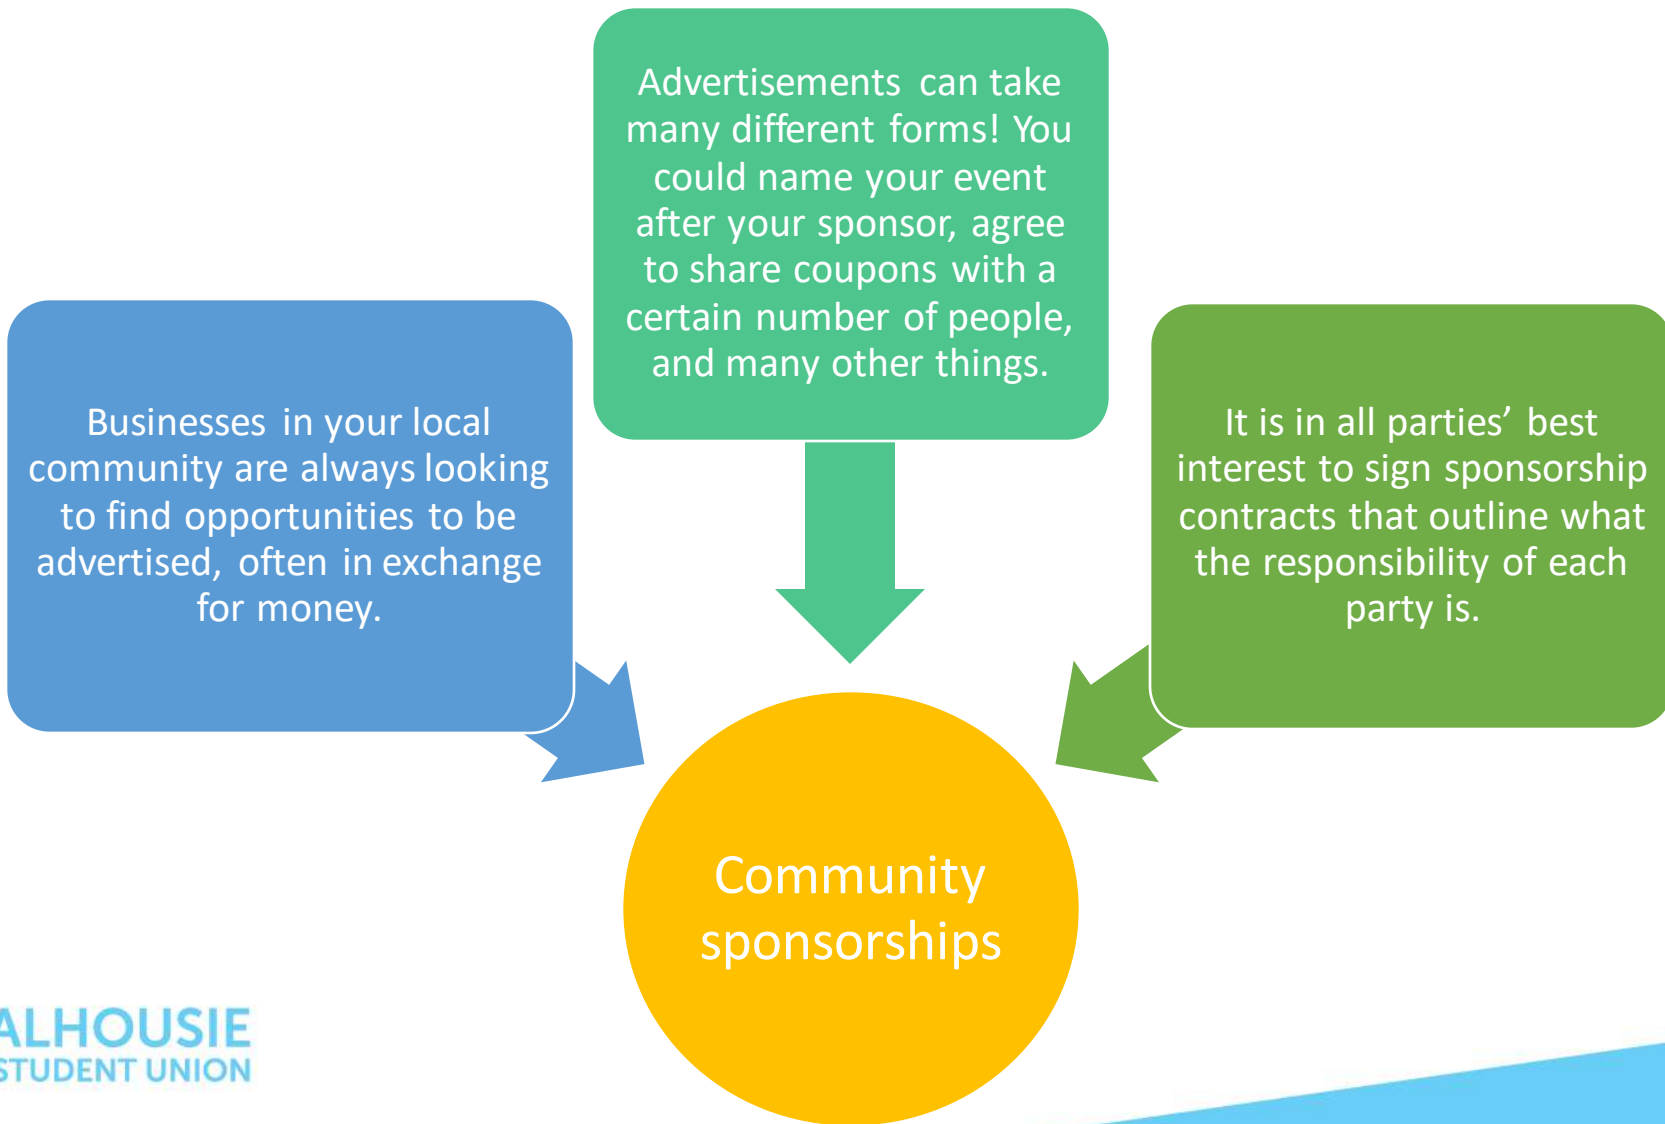 Advertisements can take
many different forms! You
could name your event
after your sponsor, agree
to share coupons with a
certain number of people,
and many other things.
Businesses in your local
community are always looking
to find opportunities to be
advertised, often in exchange
for money.
It is in all parties’ best
interest to sign sponsorship
contracts that outline what
the responsibility of each
party is.
Community
sponsorships
ALHOUSIE
STUDENT UNION